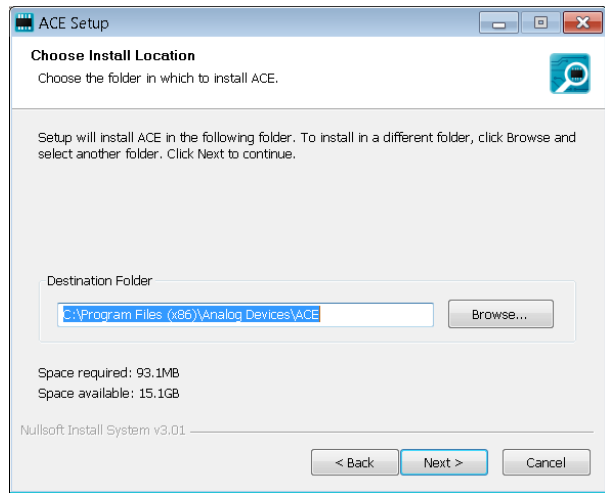 ACE Setup
Choose Install Location
Choose the folder in which to install ACE.
Setup will install ACE in the following folder. To install in a different folder, click Browse and
select another folder. Click Next to continue.
Destination Folder
C:\Program Files (x86)\Analog Devices\ACE
Browse...
Space required: 93.1MB
Space available: 15.1GB
Nullsoft Install System v3.01
< Back
Next >
Cancel